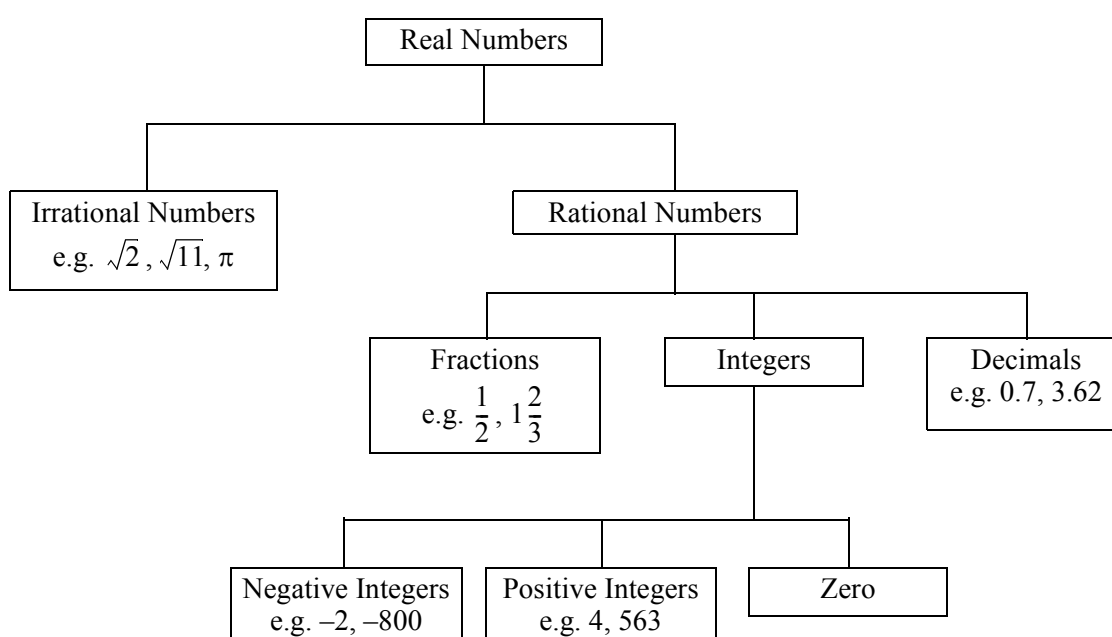 Real Numbers
Irrational Numbers
e.g. √2, √11, π
Rational Numbers
Fractions
e.g. 1/2, 1 2/3
Integers
Decimals
e.g. 0.7, 3.62
Negative Integers
e.g. –2, –800
Positive Integers
e.g. 4, 563
Zero